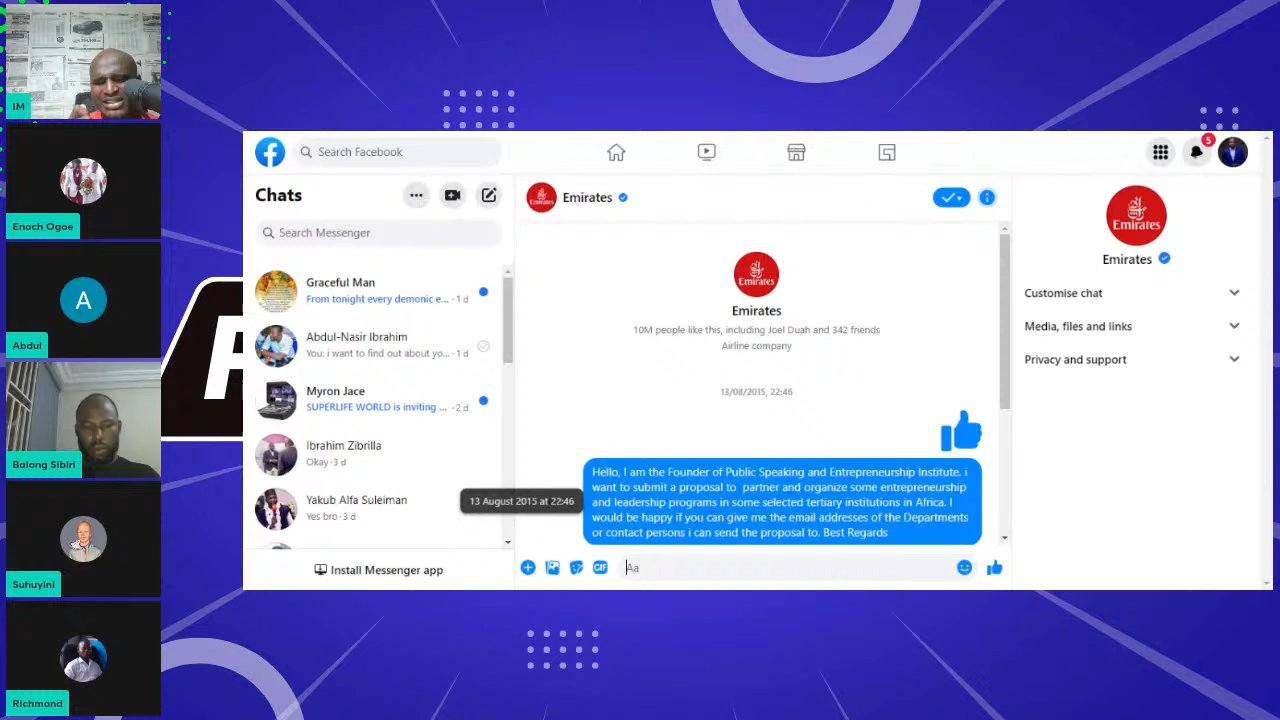 IM
Enoch Ogoe
A
Abdul
Balong Sibiri
Suhuyini
Richmond
Search Facebook
5
Chats
Search Messenger
Graceful Man
From tonight every demonic e... · 1 d
Abdul-Nasir Ibrahim
You: i want to find out about yo... · 1 d
Myron Jace
SUPERLIFE WORLD is inviting ... · 2 d
Ibrahim Zibrilla
Okay · 3 d
Yakub Alfa Suleiman
Yes bro · 3 d
Install Messenger app
Emirates
Emirates
Emirates
10M people like this, including Joel Duah and 342 friends
Airline company
13/08/2015, 22:46
13 August 2015 at 22:46
Hello, I am the Founder of Public Speaking and Entrepreneurship Institute. i
want to submit a proposal to partner and organize some entrepreneurship
and leadership programs in some selected tertiary institutions in Africa. I
would be happy if you can give me the email addresses of the Departments
or contact persons i can send the proposal to. Best Regards
GIF
Aa
Emirates
Emirates
Customise chat
Media, files and links
Privacy and support